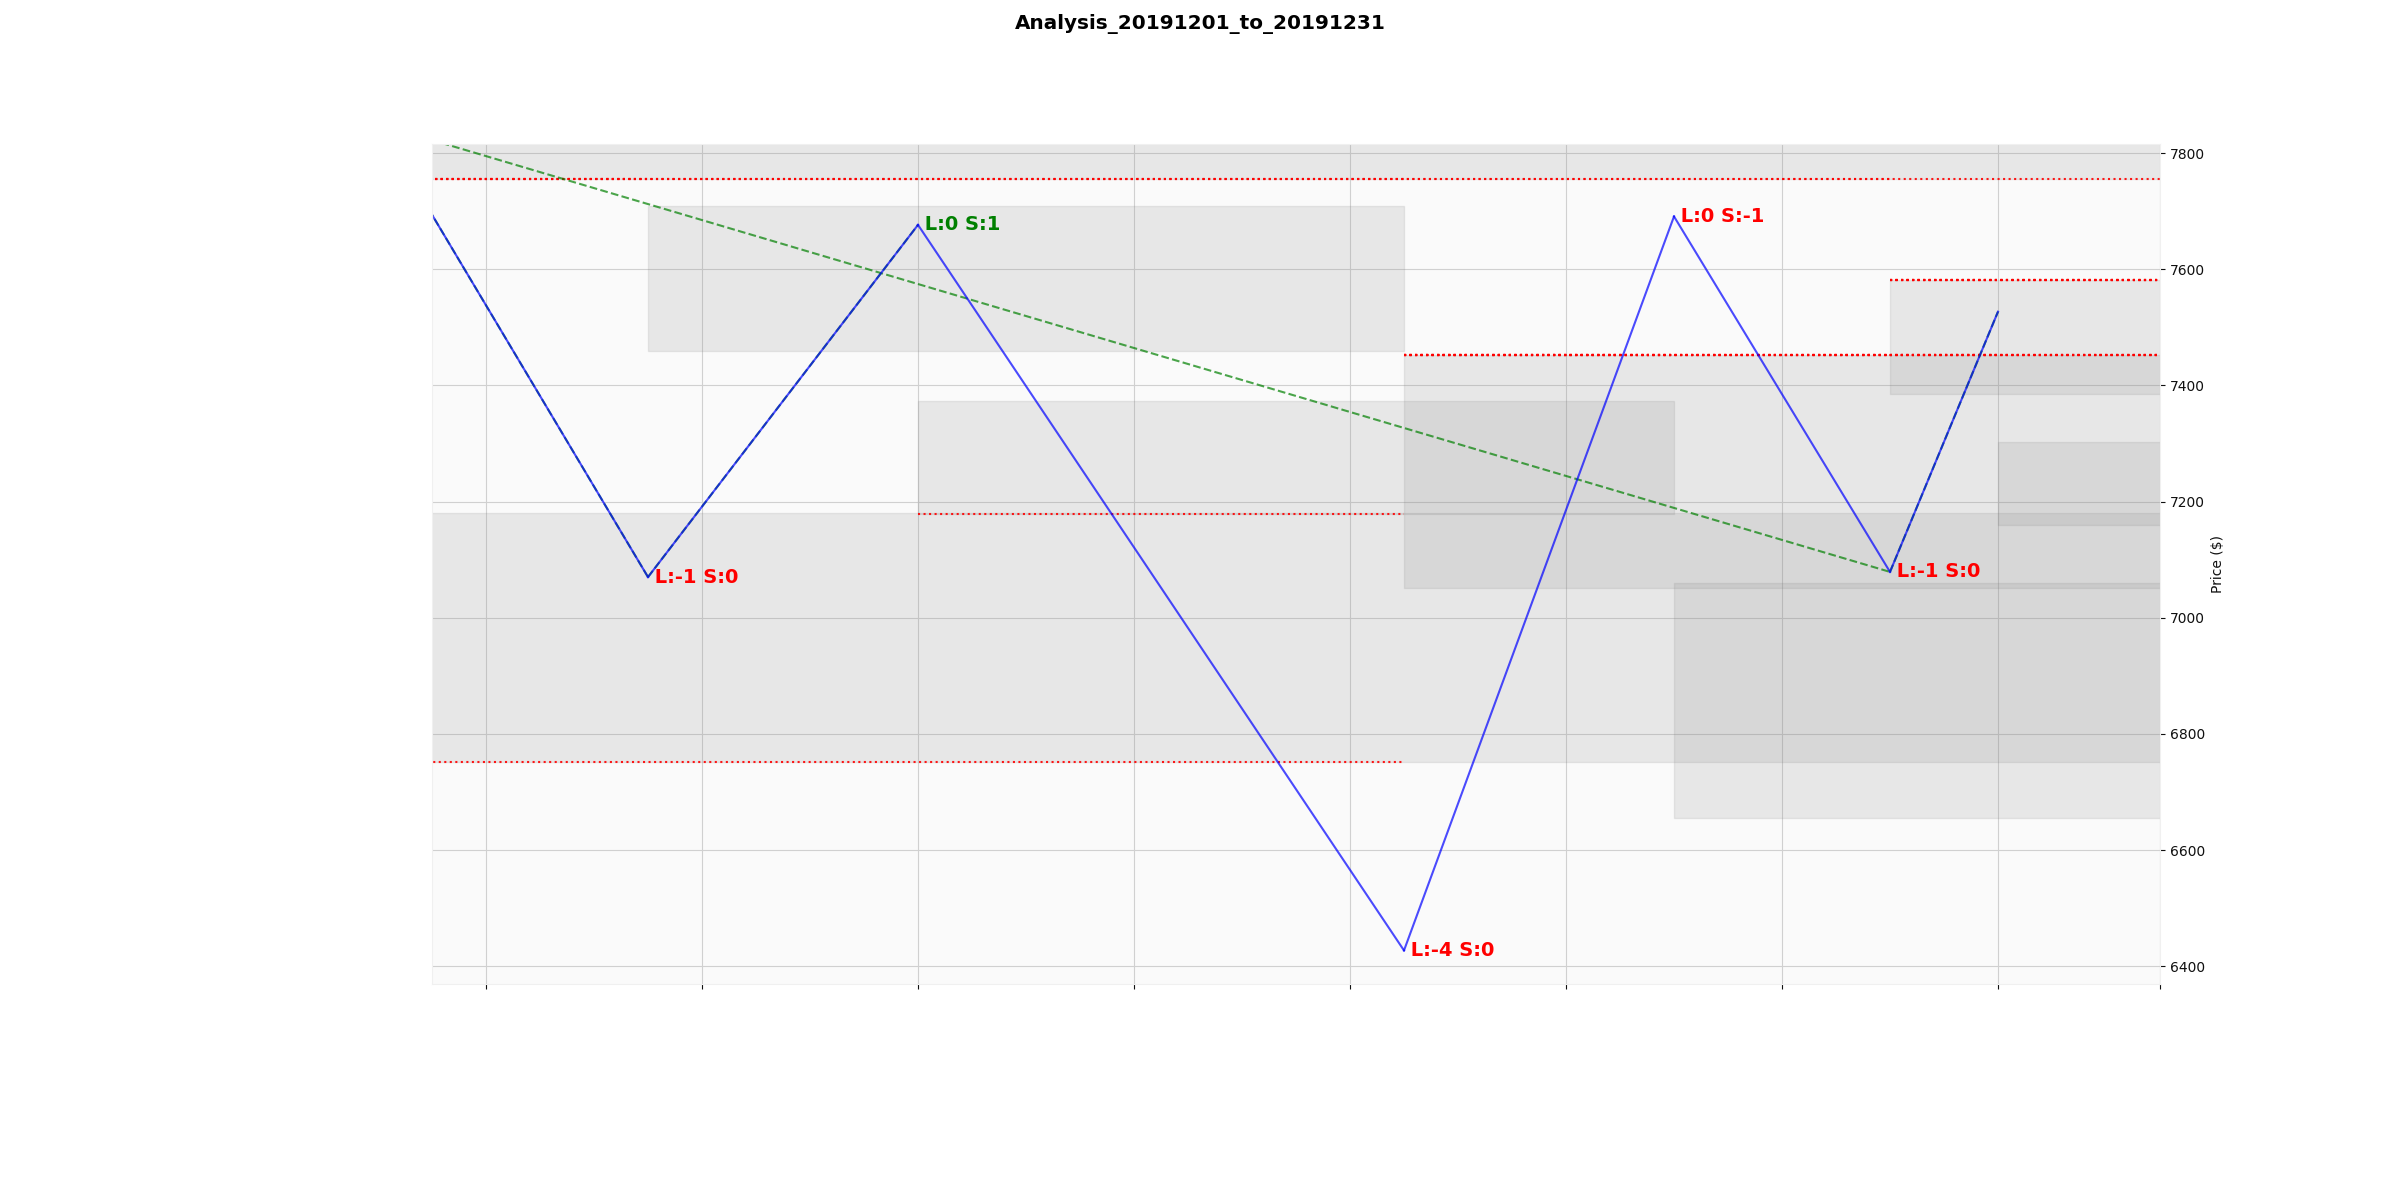 Analysis_20191201_to_20191231
7800
L:0 S:-1
L:0 S:1
7600
7400
7200
Price ($)
L:-1 S:0
L:-1 S:0
7000
6800
6600
L:-4 S:0
6400